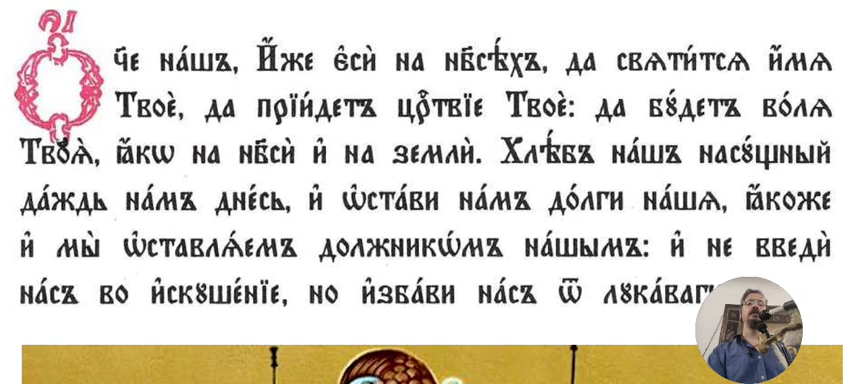 Ѻ҃че на́шъ, И҆́же є҆сѝ на нб҃сѣ́хъ, да свѧти́тсѧ и҆́мѧ
Твоѐ, да прїи́детъ цр҇твїе Твоѐ: да бꙋ́детъ во́лѧ
Твоѧ̀, ꙗ҆́кѡ на нб҃сѝ и҆ на землѝ. Хлѣ́бъ на́шъ насꙋ́щный
да́ждь на́мъ дне́сь, и҆ ѡ҆ста́ви на́мъ до́лги на́шѧ, ꙗ҆́коже
и҆ мы̀ ѡ҆ставлѧ́емъ должникѡ́мъ на́шымъ: и҆ не введѝ
на́съ во и҆скꙋше́нїе, но и҆зба́ви на́съ ѿ